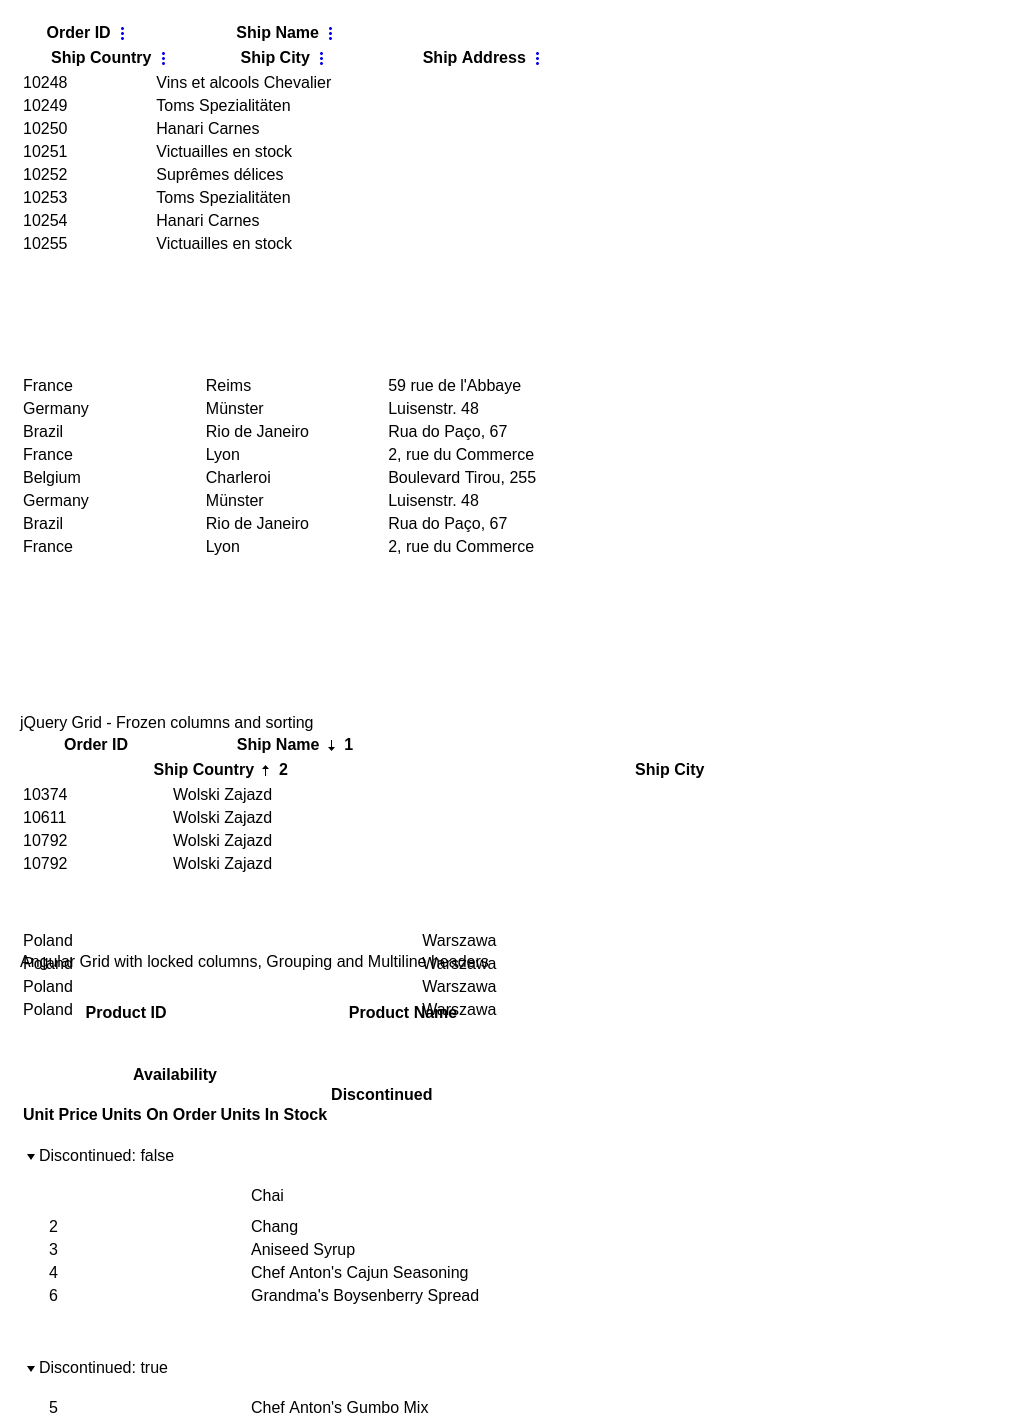 Order ID Ship Name
Ship Country Ship City Ship Address
10248 Vins et alcools Chevalier
10249 Toms Spezialitäten
10250 Hanari Carnes
10251 Victuailles en stock
10252 Suprêmes délices
10253 Toms Spezialitäten
10254 Hanari Carnes
10255 Victuailles en stock
France Reims 59 rue de l'Abbaye
Germany Münster Luisenstr. 48
Brazil Rio de Janeiro Rua do Paço, 67
France Lyon 2, rue du Commerce
Belgium Charleroi Boulevard Tirou, 255
Germany Münster Luisenstr. 48
Brazil Rio de Janeiro Rua do Paço, 67
France Lyon 2, rue du Commerce
jQuery Grid - Frozen columns and sorting
Order ID Ship Name 1
Ship Country 2 Ship City
10374 Wolski Zajazd
10611 Wolski Zajazd
10792 Wolski Zajazd
10792 Wolski Zajazd
Poland Warszawa
Angular Grid with locked columns, Grouping and Multiline headers
Poland Warszawa
Poland Warszawa
Poland Warszawa
Product ID Product Name
Availability
Discontinued
Unit Price Units On Order Units In Stock
Discontinued: false
Chai
2 Chang
3 Aniseed Syrup
4 Chef Anton's Cajun Seasoning
6 Grandma's Boysenberry Spread
Discontinued: true
5 Chef Anton's Gumbo Mix